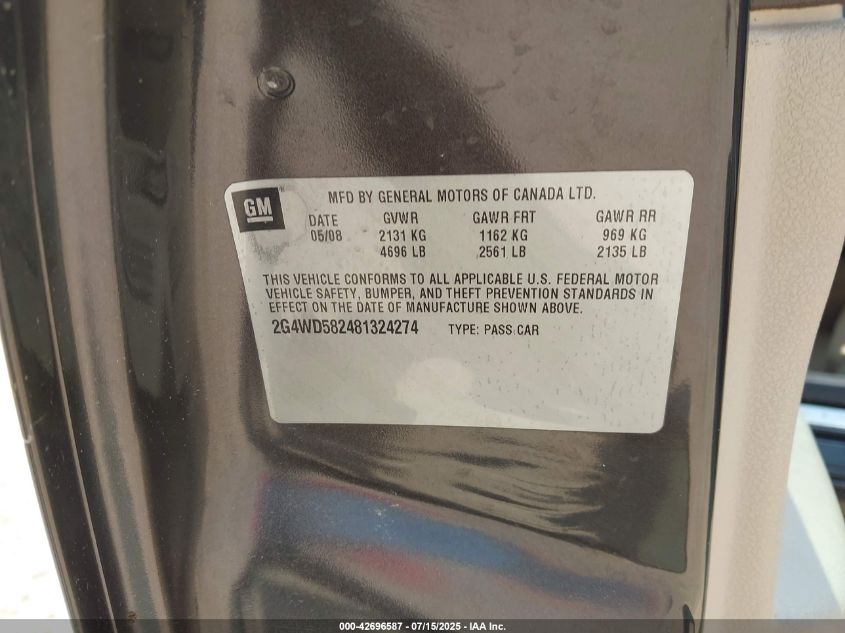 GM
MFD BY GENERAL MOTORS OF CANADA LTD.
DATE GVWR GAWR FRT GAWR RR
05/08 2131 KG 1162 KG 969 KG
4696 LB 2561 LB 2135 LB
THIS VEHICLE CONFORMS TO ALL APPLICABLE U.S. FEDERAL MOTOR
VEHICLE SAFETY, BUMPER, AND THEFT PREVENTION STANDARDS IN
EFFECT ON THE DATE OF MANUFACTURE SHOWN ABOVE.
2G4WD582481324274 TYPE: PASS CAR
000-42696587 - 07/15/2025 - IAA Inc.